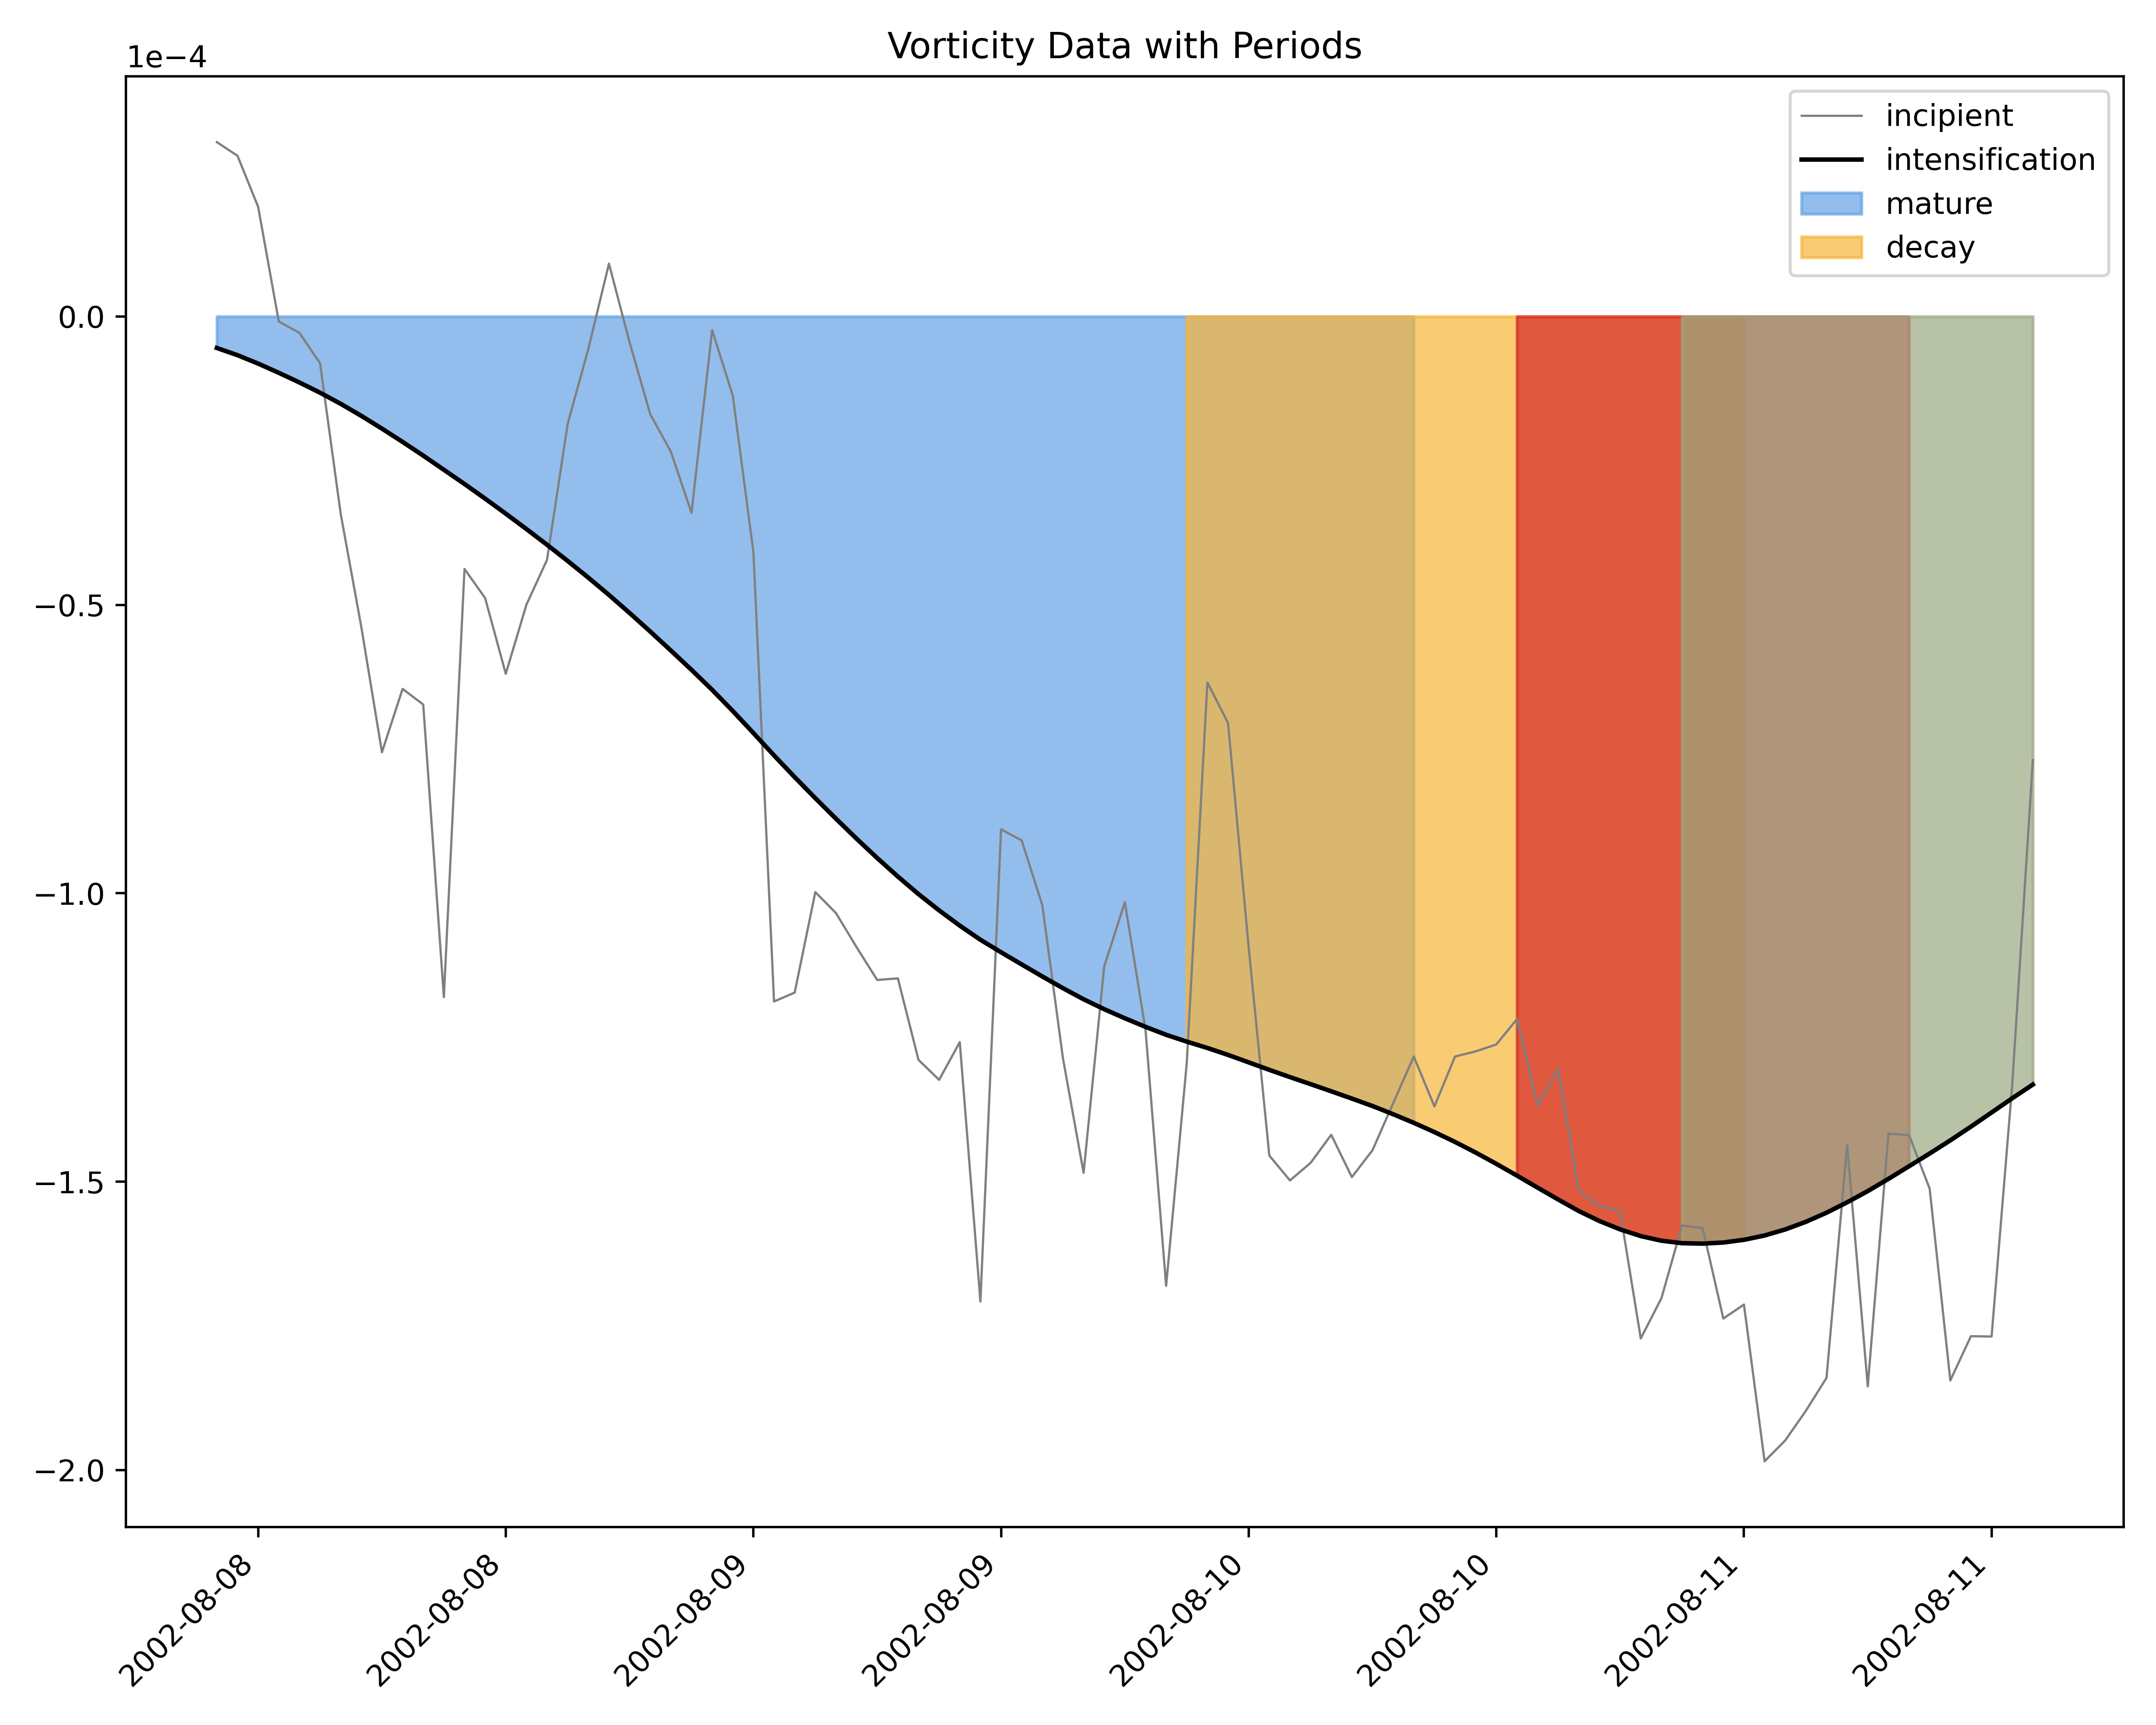 Vorticity Data with Periods
1e−4
incipient
intensification
mature
decay
0.0
−0.5
−1.0
−1.5
−2.0
2002-08-08
2002-08-08
2002-08-09
2002-08-09
2002-08-10
2002-08-10
2002-08-11
2002-08-11